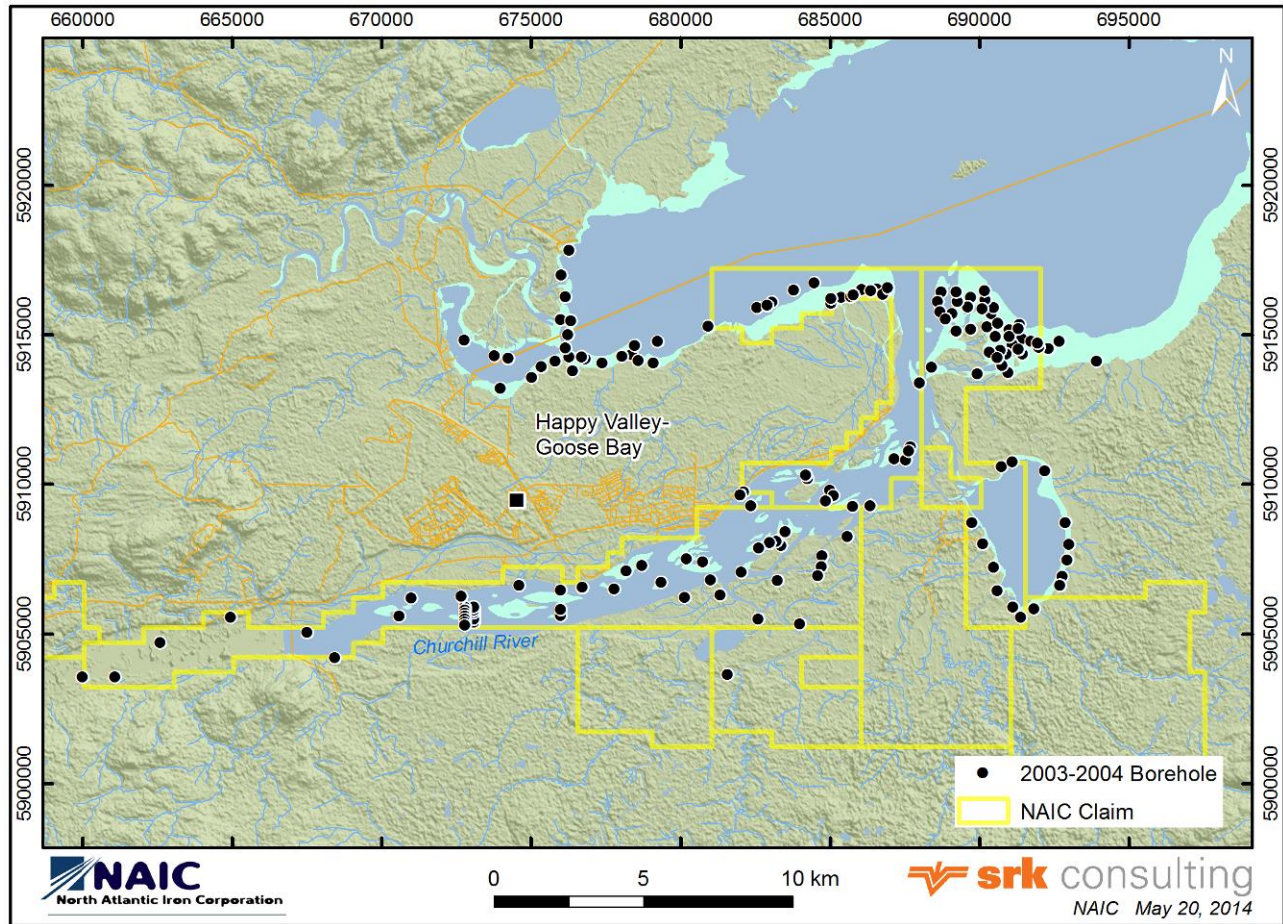 660000 665000 670000 675000 680000 685000 690000 695000
N
5920000 5920000
5915000 5915000
Happy Valley-
Goose Bay
5910000 5910000
5905000 5905000
Churchill River
5900000 5900000
2003-2004 Borehole
NAIC Claim
NAIC
North Atlantic Iron Corporation
0 5 10 km
srk consulting
NAIC May 20, 2014